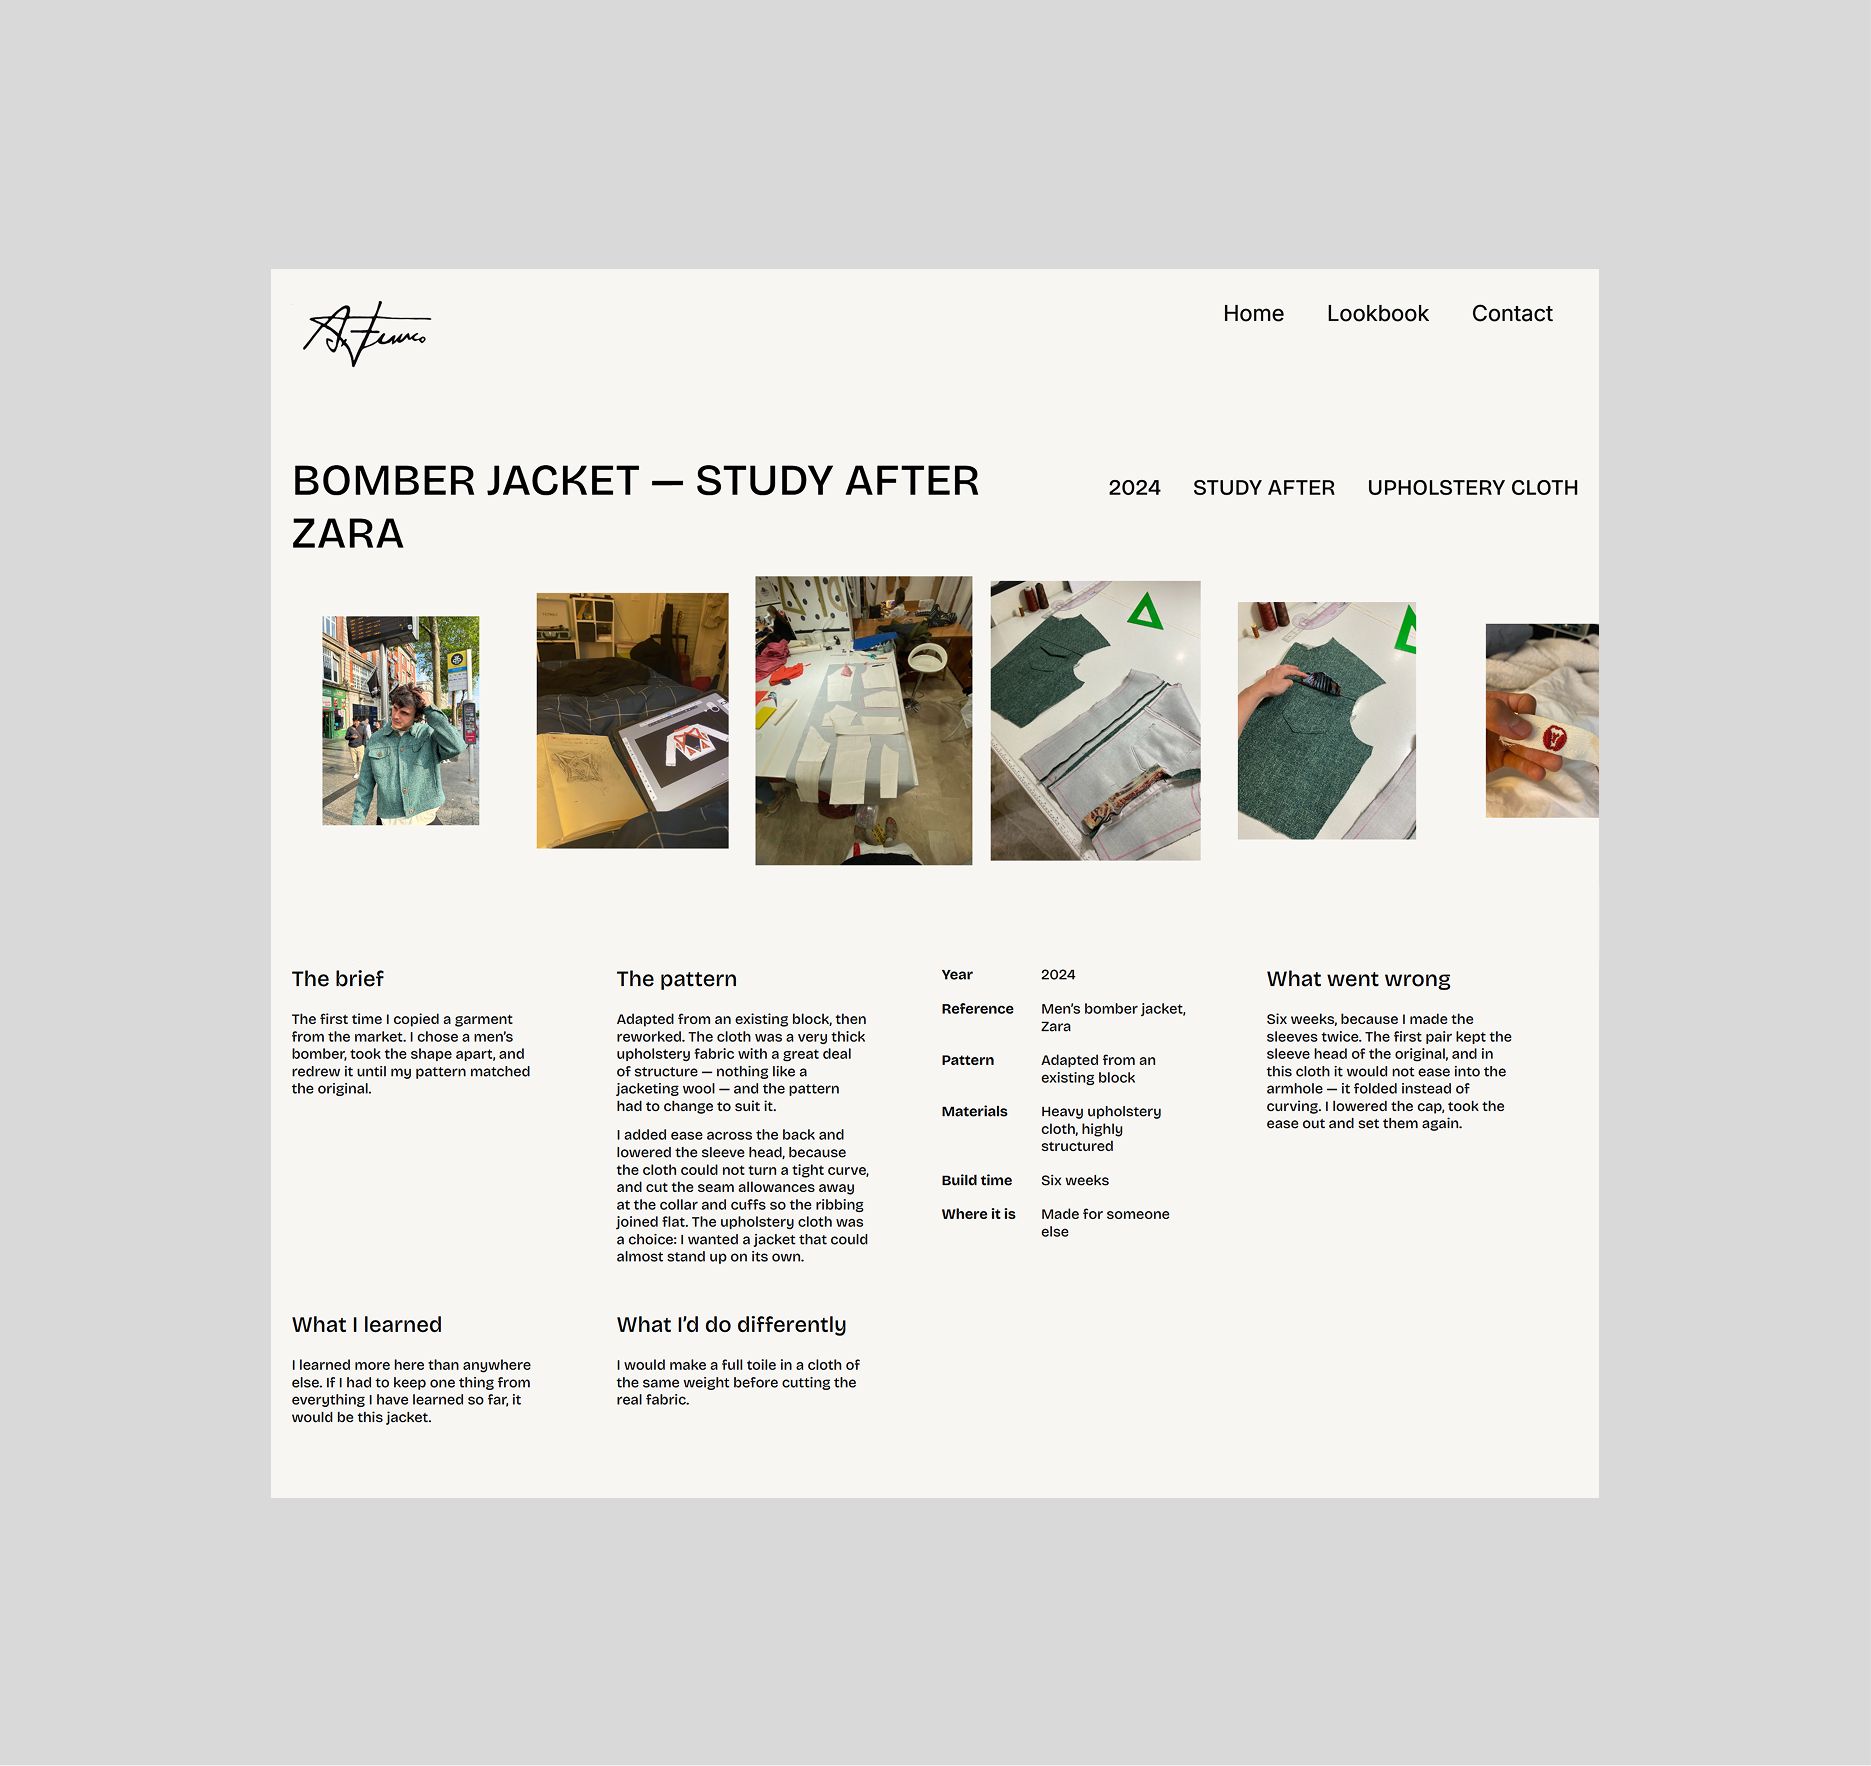 Home Lookbook Contact
BOMBER JACKET — STUDY AFTER
ZARA
2024 STUDY AFTER UPHOLSTERY CLOTH
The brief
The first time I copied a garment
from the market. I chose a men’s
bomber, took the shape apart, and
redrew it until my pattern matched
the original.
The pattern
Adapted from an existing block, then
reworked. The cloth was a very thick
upholstery fabric with a great deal
of structure — nothing like a
jacketing wool — and the pattern
had to change to suit it.
I added ease across the back and
lowered the sleeve head, because
the cloth could not turn a tight curve,
and cut the seam allowances away
at the collar and cuffs so the ribbing
joined flat. The upholstery cloth was
a choice: I wanted a jacket that could
almost stand up on its own.
Year 2024
Reference Men’s bomber jacket,
Zara
Pattern Adapted from an
existing block
Materials Heavy upholstery
cloth, highly
structured
Build time Six weeks
Where it is Made for someone
else
What went wrong
Six weeks, because I made the
sleeves twice. The first pair kept the
sleeve head of the original, and in
this cloth it would not ease into the
armhole — it folded instead of
curving. I lowered the cap, took the
ease out and set them again.
What I learned
I learned more here than anywhere
else. If I had to keep one thing from
everything I have learned so far, it
would be this jacket.
What I’d do differently
I would make a full toile in a cloth of
the same weight before cutting the
real fabric.